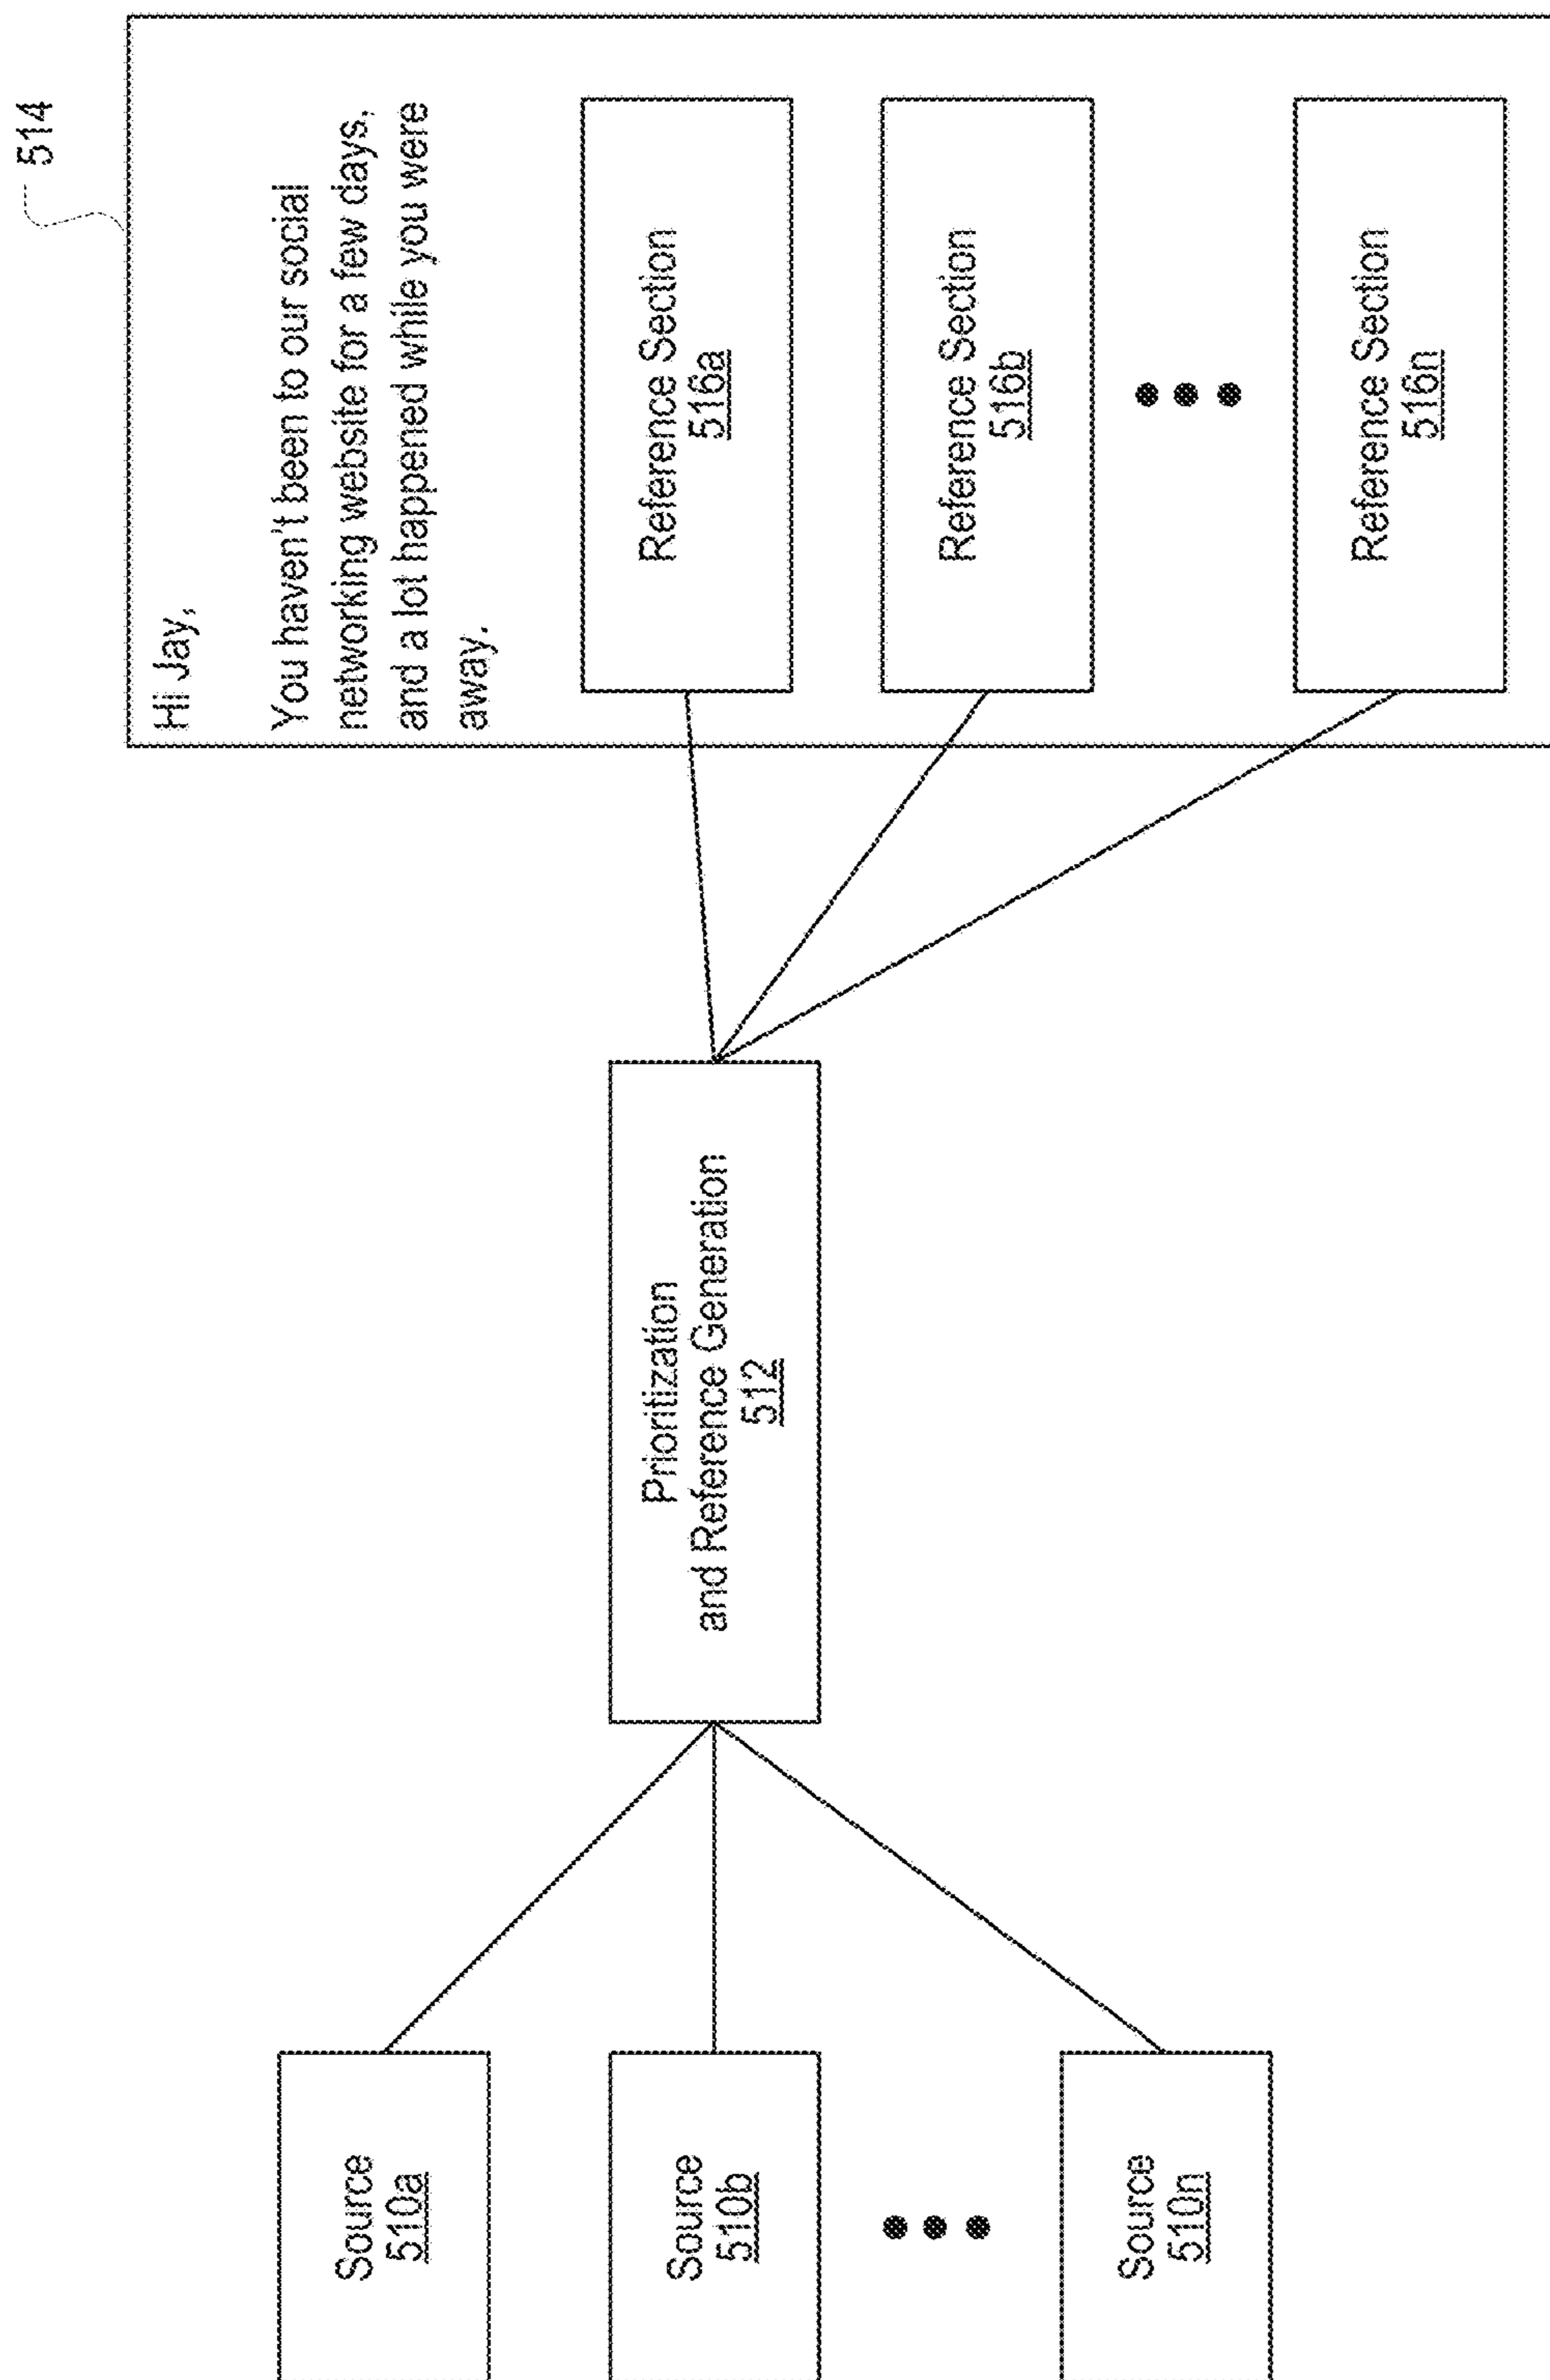 514
Hi Jay,
You haven't been to our social
networking website for a few days,
and a lot happened while you were
away.
Source
510a
Source
510b
Source
510n
Prioritization
and Reference Generation
512
Reference Section
516a
Reference Section
516b
Reference Section
516n